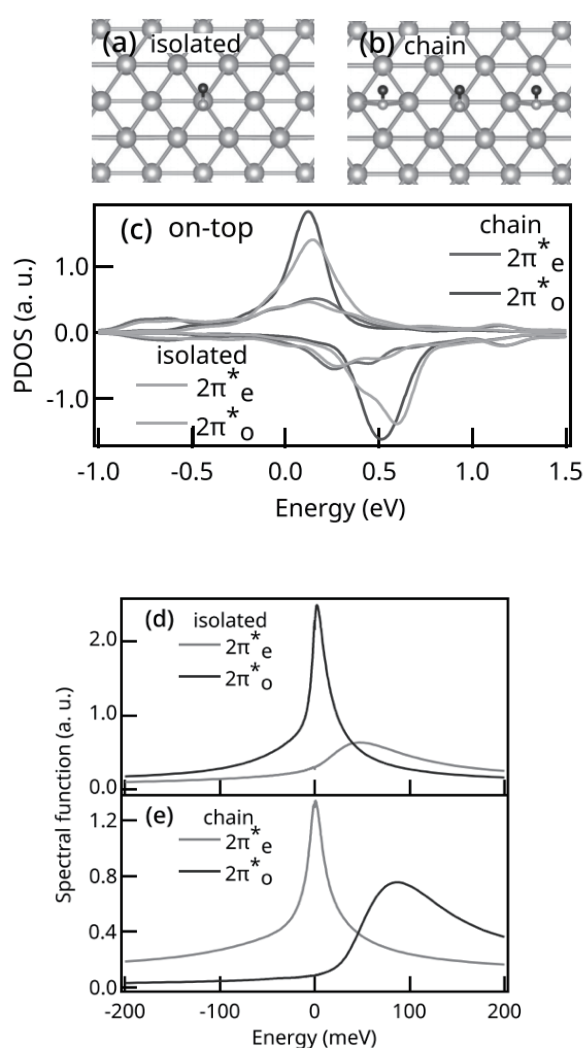 (a) isolated
(b) chain
(c) on-top
chain
2π*e
2π*o
isolated
2π*e
2π*o
PDOS (a. u.)
1.0
0.0
-1.0
-1.0 -0.5 0.0 0.5 1.0 1.5
Energy (eV)
(d) isolated
2π*e
2π*o
2.0
1.0
0.0
Spectral function (a. u.)
(e) chain
2π*e
2π*o
1.2
0.8
0.4
0.0
-200 -100 0 100 200
Energy (meV)